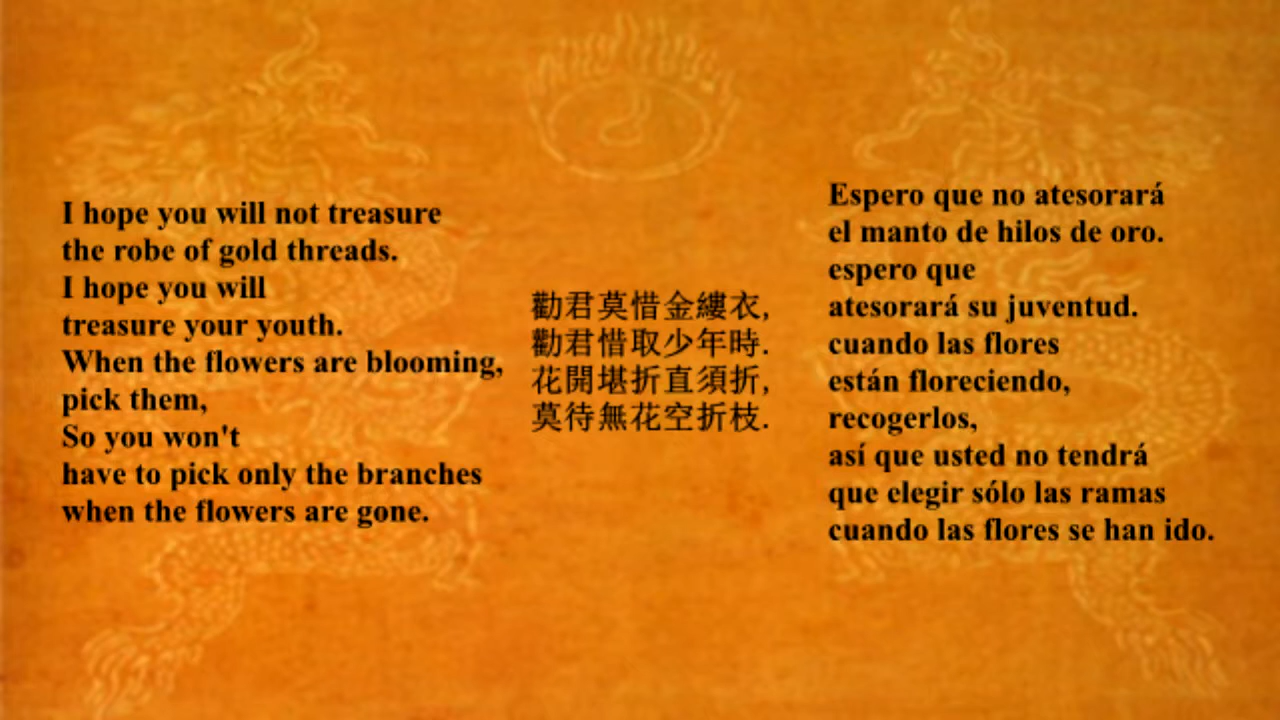 I hope you will not treasure
the robe of gold threads.
I hope you will
treasure your youth.
When the flowers are blooming,
pick them,
So you won't
have to pick only the branches
when the flowers are gone.
勸君莫惜金縷衣,
勸君惜取少年時.
花開堪折直須折,
莫待無花空折枝.
Espero que no atesorará
el manto de hilos de oro.
espero que
atesorará su juventud.
cuando las flores
están floreciendo,
recogerlos,
así que usted no tendrá
que elegir sólo las ramas
cuando las flores se han ido.